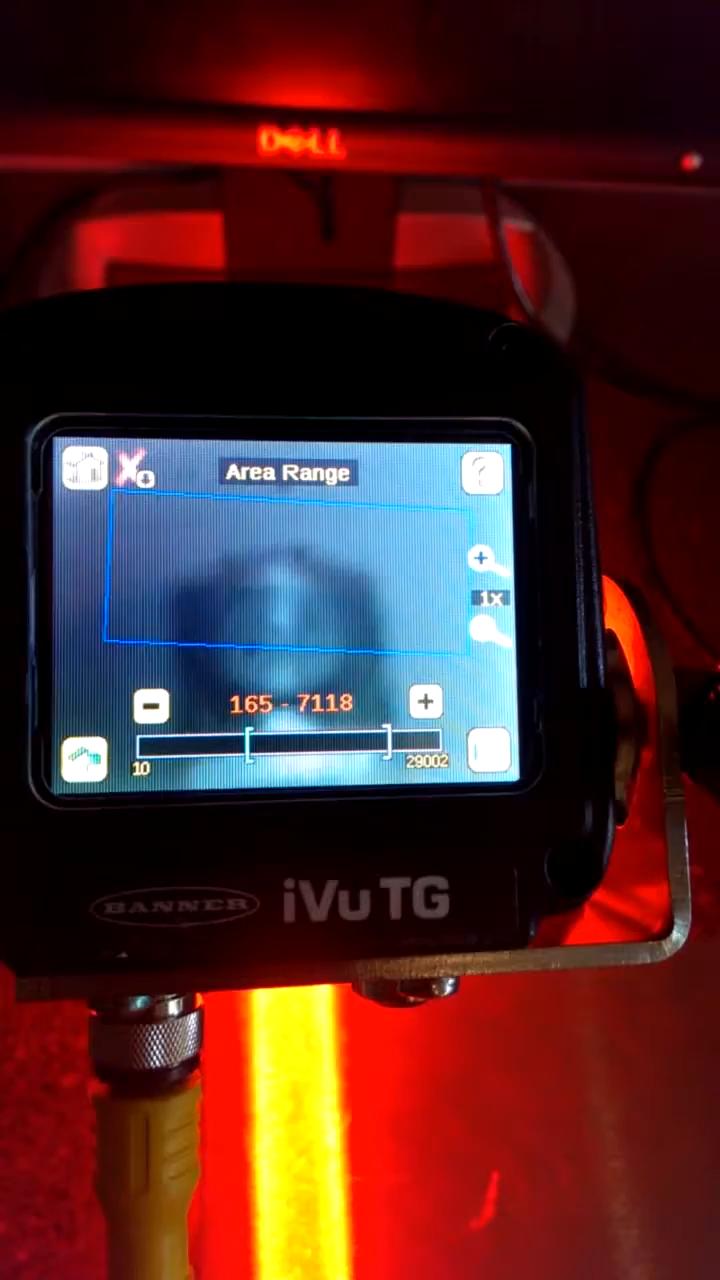 DELL
Area Range
1x
165 - 7118
10
29002
BANNER
iVu TG